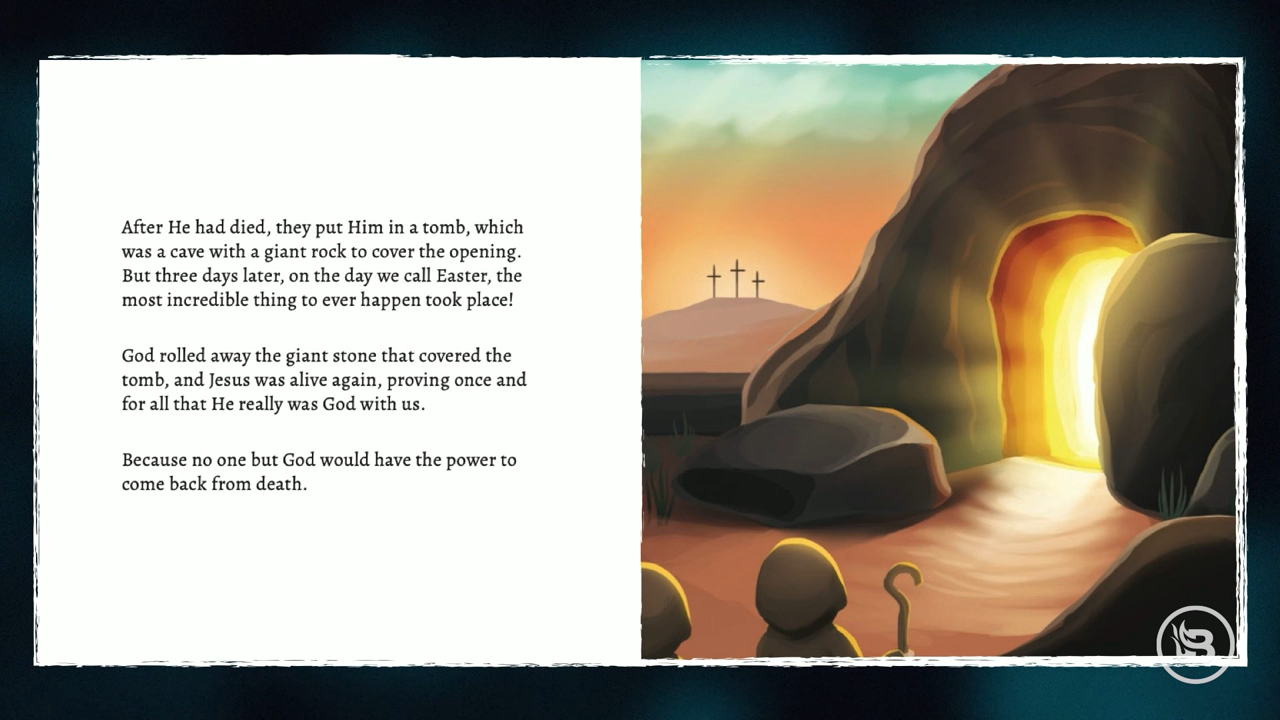 After He had died, they put Him in a tomb, which
was a cave with a giant rock to cover the opening.
But three days later, on the day we call Easter, the
most incredible thing to ever happen took place!
God rolled away the giant stone that covered the
tomb, and Jesus was alive again, proving once and
for all that He really was God with us.
Because no one but God would have the power to
come back from death.
B